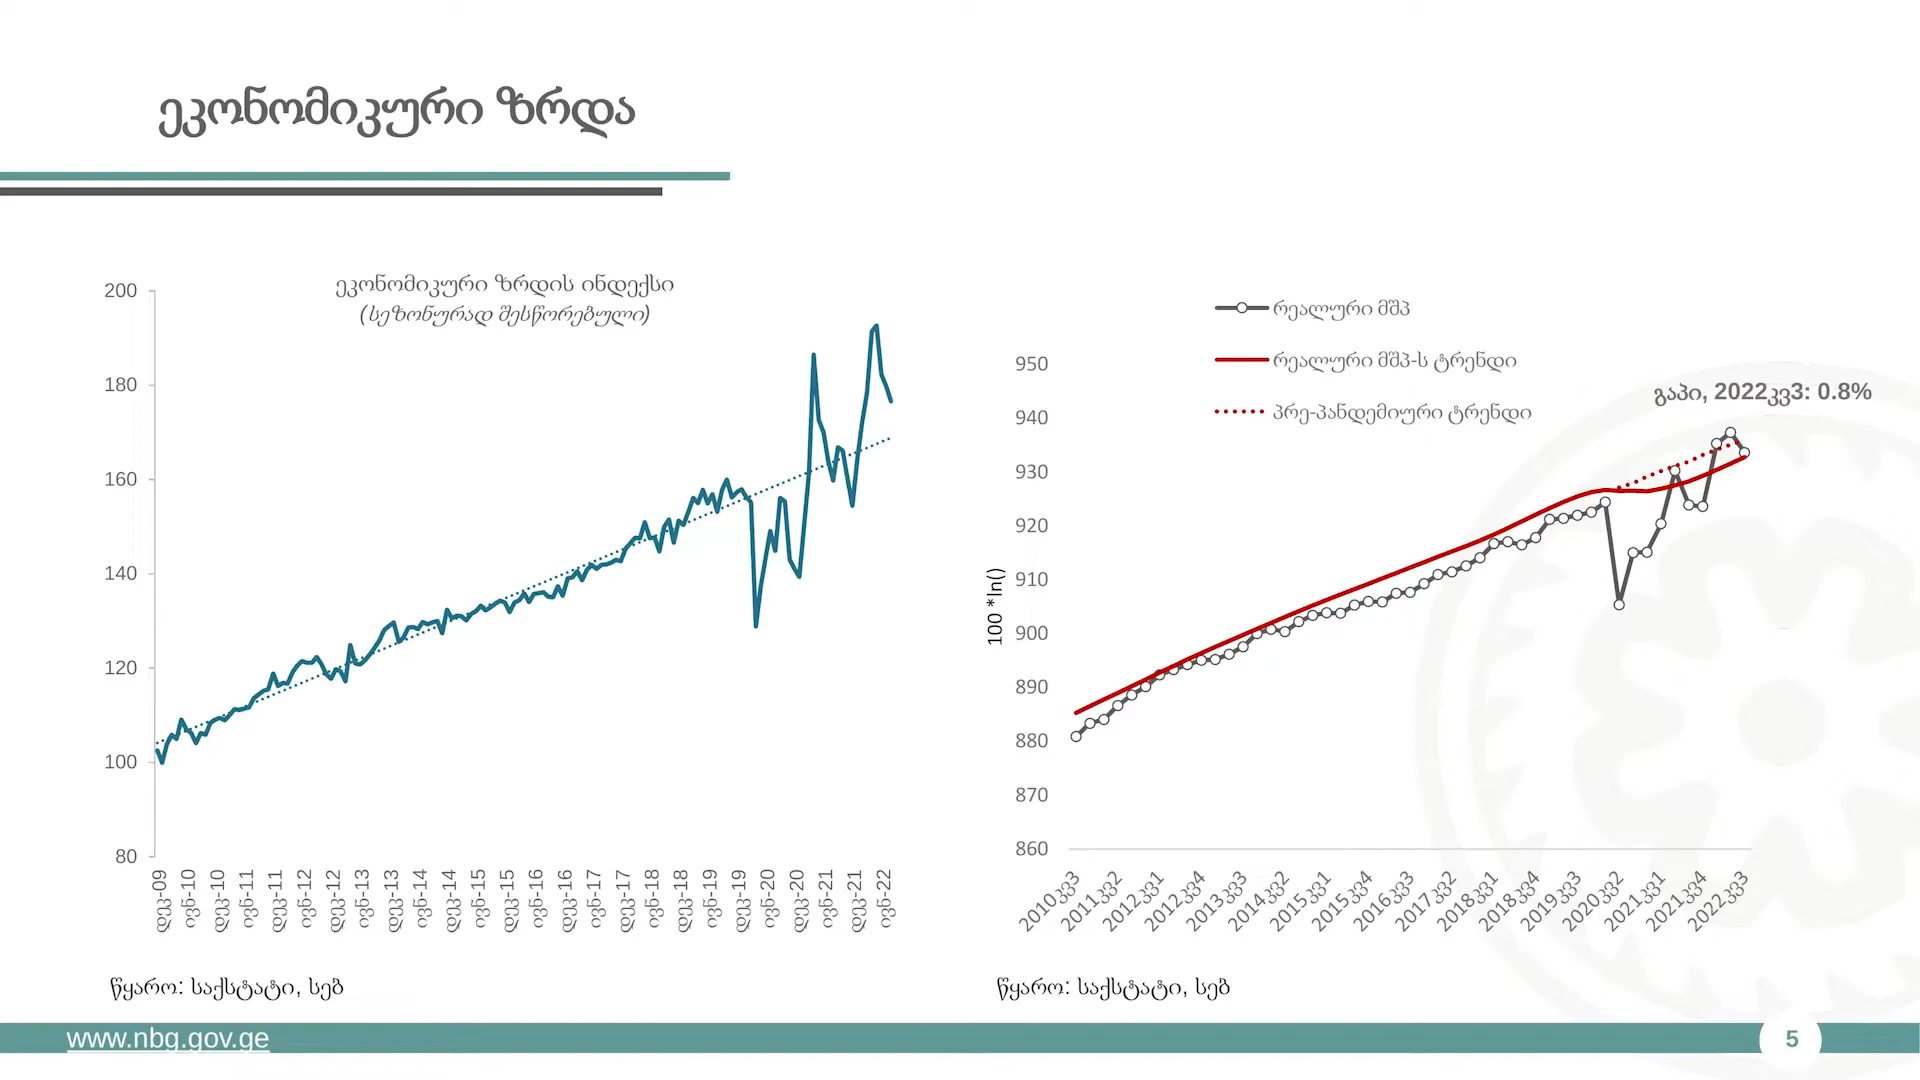 ეკონომიკური ზრდა
ეკონომიკური ზრდის ინდექსი
(სეზონურად შესწორებული)
200
180
160
140
120
100
80
დეკ-09
ივნ-10
დეკ-10
ივნ-11
დეკ-11
ივნ-12
დეკ-12
ივნ-13
დეკ-13
ივნ-14
დეკ-14
ივნ-15
დეკ-15
ივნ-16
დეკ-16
ივნ-17
დეკ-17
ივნ-18
დეკ-18
ივნ-19
დეკ-19
ივნ-20
დეკ-20
ივნ-21
დეკ-21
ივნ-22
წყარო: საქსტატი, სებ
რეალური მშპ
რეალური მშპ-ს ტრენდი
პრე-პანდემიური ტრენდი
გაპი, 2022კვ3: 0.8%
100 *ln()
950
940
930
920
910
900
890
880
870
860
2010კვ3
2011კვ2
2012კვ1
2012კვ4
2013კვ3
2014კვ2
2015კვ1
2015კვ4
2016კვ3
2017კვ2
2018კვ1
2018კვ4
2019კვ3
2020კვ2
2021კვ1
2021კვ4
2022კვ3
წყარო: საქსტატი, სებ
www.nbg.gov.ge
5